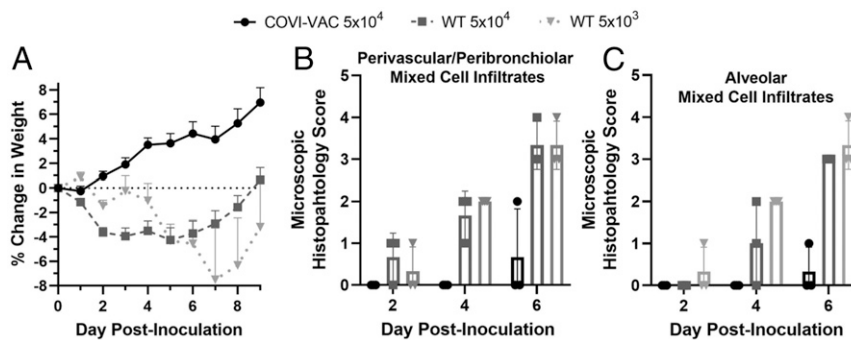 COVI-VAC 5x10⁴ WT 5x10⁴ WT 5x10³
A
% Change in Weight
8
6
4
2
0
-2
-4
-6
-8
0 2 4 6 8
Day Post-Inoculation
B
Perivascular/Peribronchiolar
Mixed Cell Infiltrates
Microscopic
Histopahtology Score
5
4
3
2
1
0
2 4 6
Day Post-Inoculation
C
Alveolar
Mixed Cell Infiltrates
Microscopic
Histopahtology Score
5
4
3
2
1
0
2 4 6
Day Post-Inoculation